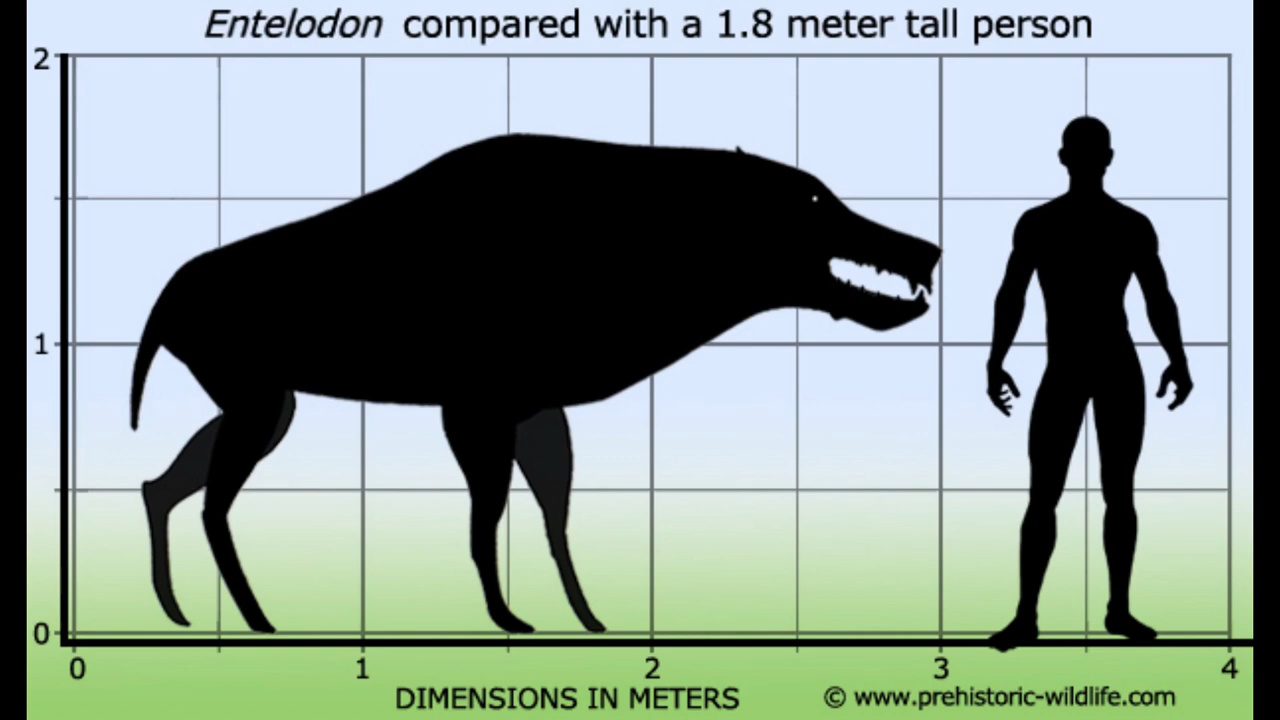 Entelodon compared with a 1.8 meter tall person
2
1
0
0 1 2 3 4
DIMENSIONS IN METERS © www.prehistoric-wildlife.com